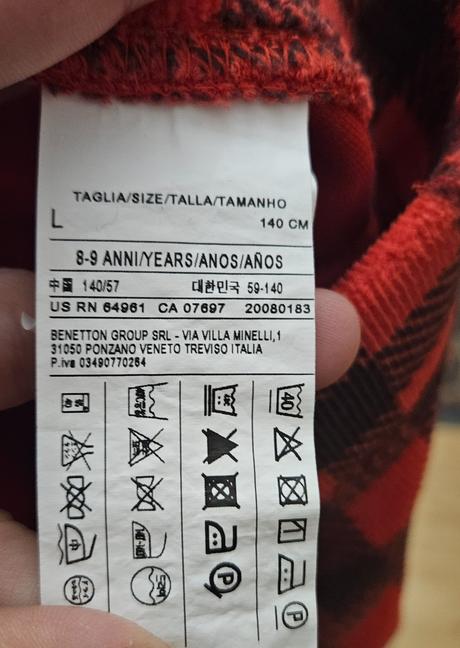 TAGLIA/SIZE/TALLA/TAMANHO
L 140 CM
8-9 ANNI/YEARS/ANOS/AÑOS
中國 140/57 대한민국 59-140
US RN 64961 CA 07697 20080183
BENETTON GROUP SRL - VIA VILLA MINELLI,1
31050 PONZANO VENETO TREVISO ITALIA
P.iva 03490770264
40
中
P
P